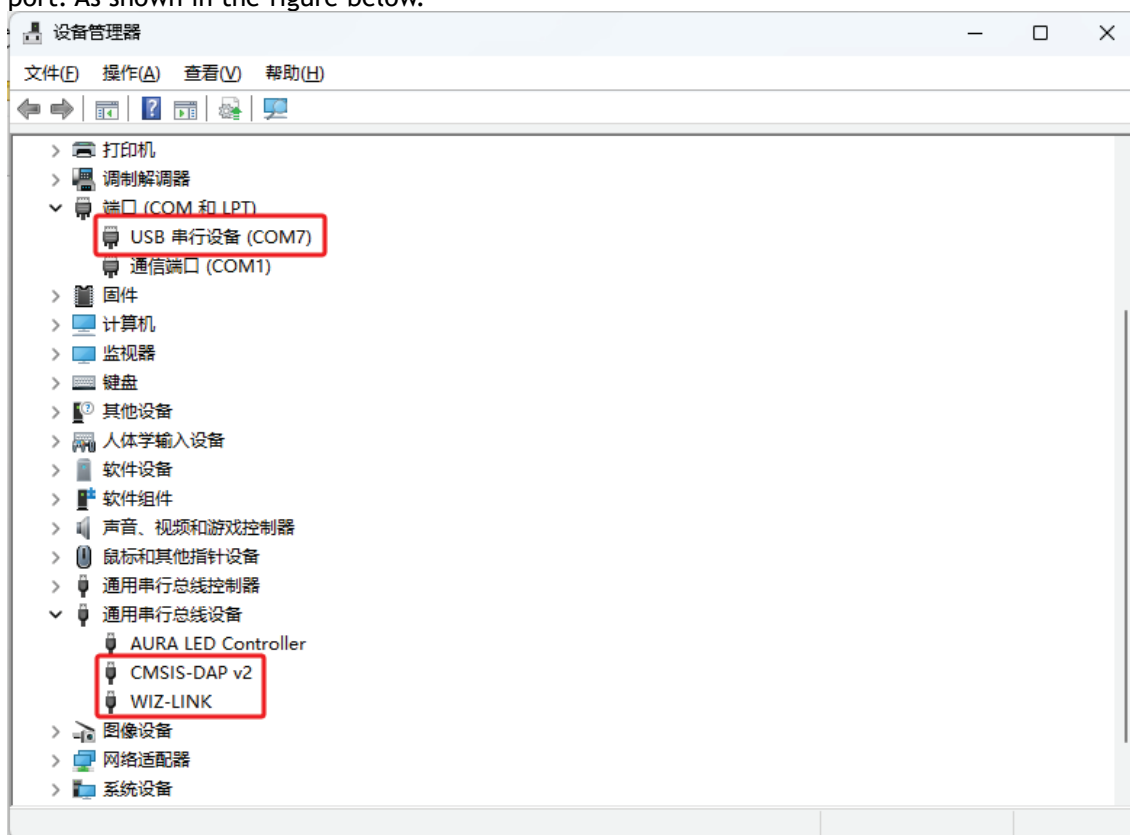 port. As shown in the figure below.
设备管理器
文件(F) 操作(A) 查看(V) 帮助(H)
打印机
调制解调器
端口 (COM 和 LPT)
USB 串行设备 (COM7)
通信端口 (COM1)
固件
计算机
监视器
键盘
其他设备
人体学输入设备
软件设备
软件组件
声音、视频和游戏控制器
鼠标和其他指针设备
通用串行总线控制器
通用串行总线设备
AURA LED Controller
CMSIS-DAP v2
WIZ-LINK
图像设备
网络适配器
系统设备